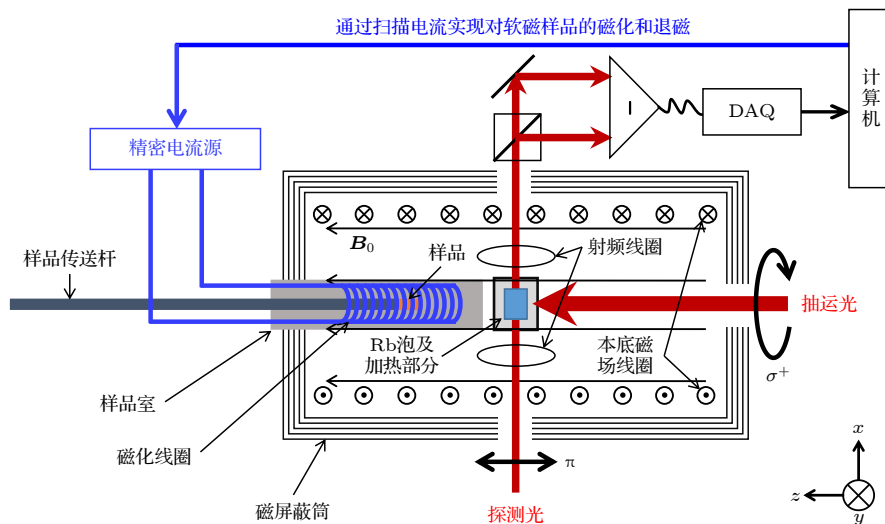 通过扫描电流实现对软磁样品的磁化和退磁
计算机
DAQ
精密电流源
B0
样品
射频线圈
样品传送杆
抽运光
Rb泡及
加热部分
本底磁
场线圈
σ+
样品室
磁化线圈
π
x
z
y
磁屏蔽筒
探测光